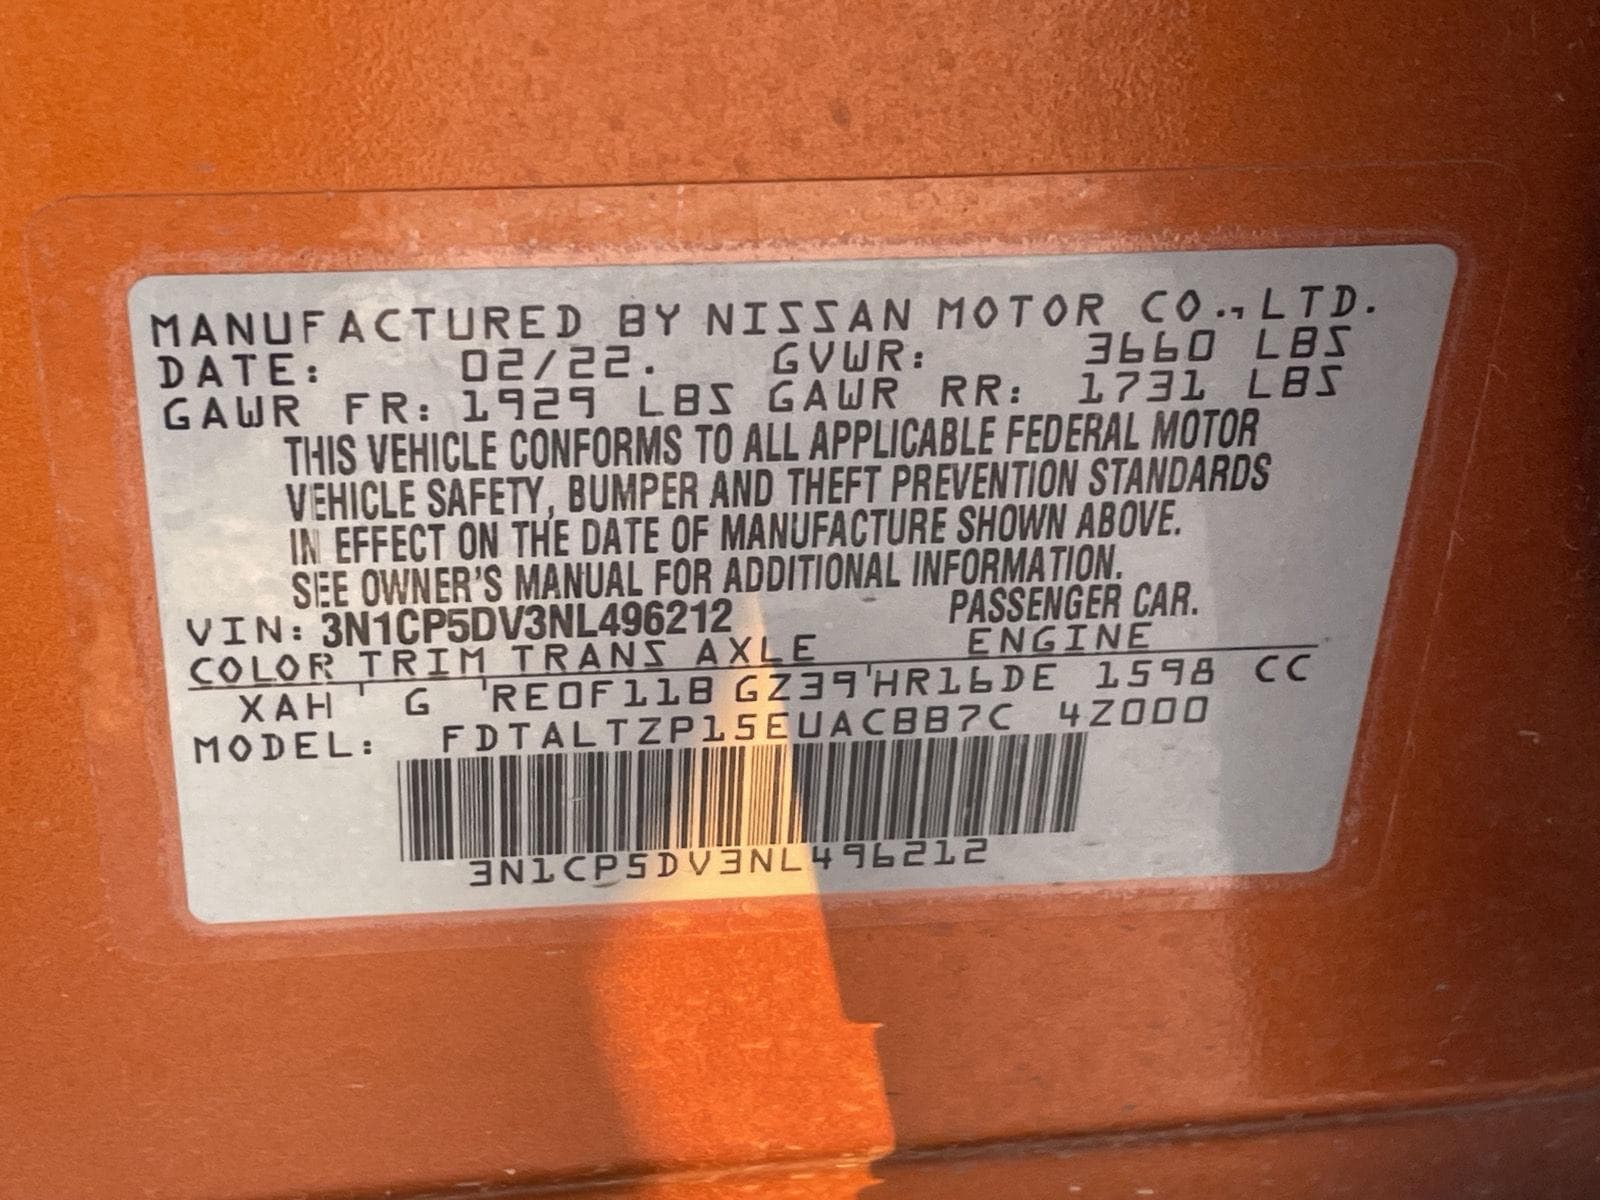 MANUFACTURED BY NISSAN MOTOR CO.,LTD.
DATE: 02/22. GVWR: 3660 LBS
GAWR FR: 1929 LBS GAWR RR: 1731 LBS
THIS VEHICLE CONFORMS TO ALL APPLICABLE FEDERAL MOTOR
VEHICLE SAFETY, BUMPER AND THEFT PREVENTION STANDARDS
IN EFFECT ON THE DATE OF MANUFACTURE SHOWN ABOVE.
SEE OWNER'S MANUAL FOR ADDITIONAL INFORMATION.
VIN: 3N1CP5DV3NL496212 PASSENGER CAR.
COLOR TRIM TRANS AXLE ENGINE
XAH G RE0F11B GZ39 HR16DE 1598 CC
MODEL: FDTALTZP15EUACBB7C 4Z000
3N1CP5DV3NL496212